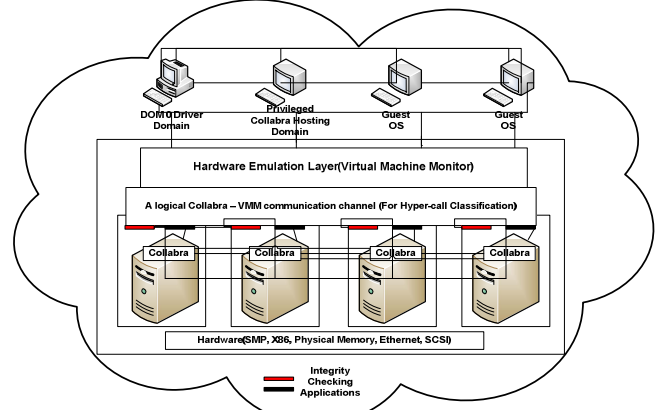 DOM 0 Driver
Domain
Privileged
Collabra Hosting
Domain
Guest
OS
Guest
OS
Hardware Emulation Layer(Virtual Machine Monitor)
A logical Collabra – VMM communication channel (For Hyper-call Classification)
Collabra
Collabra
Collabra
Collabra
Hardware(SMP, X86, Physical Memory, Ethernet, SCSI)
Integrity
Checking
Applications